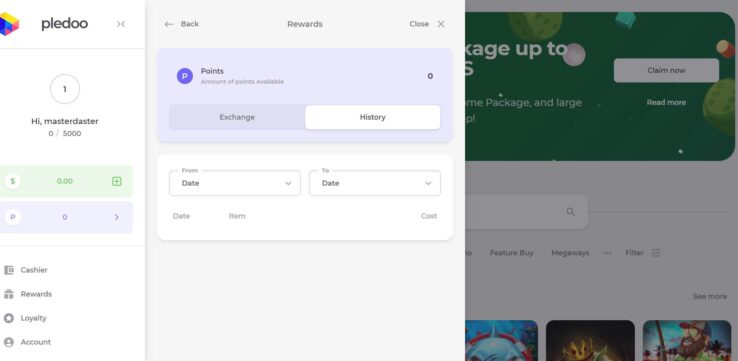 pledoo
1
Hi, masterdaster
0 / 5000
$ 0.00
P 0
Cashier
Rewards
Loyalty
Account
Back Rewards Close
P Points 0
Amount of points Available
Exchange History
From To
Date Date
Date Item Cost
kage up to
S
ome Package, and large
p!
Claim now
Read more
Feature Buy Megaways Filter
See more